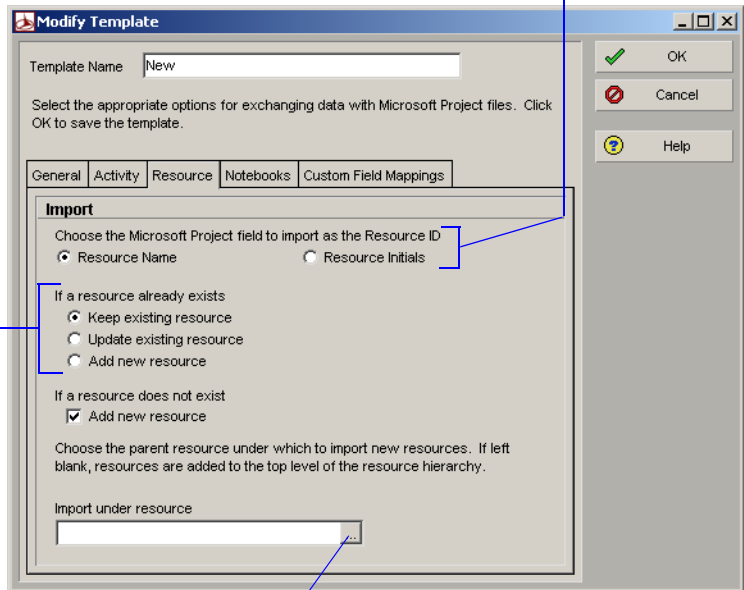 Modify Template
Template Name New
Select the appropriate options for exchanging data with Microsoft Project files. Click
OK to save the template.
OK
Cancel
Help
General Activity Resource Notebooks Custom Field Mappings
Import
Choose the Microsoft Project field to import as the Resource ID
Resource Name Resource Initials
If a resource already exists
Keep existing resource
Update existing resource
Add new resource
If a resource does not exist
Add new resource
Choose the parent resource under which to import new resources. If left
blank, resources are added to the top level of the resource hierarchy.
Import under resource
...